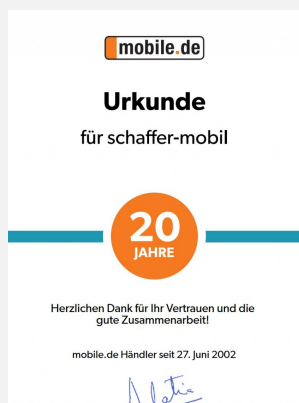 mobile.de
Urkunde
für schaffer-mobil
20
JAHRE
Herzlichen Dank für Ihr Vertrauen und die
gute Zusammenarbeit!
mobile.de Händler seit 27. Juni 2002